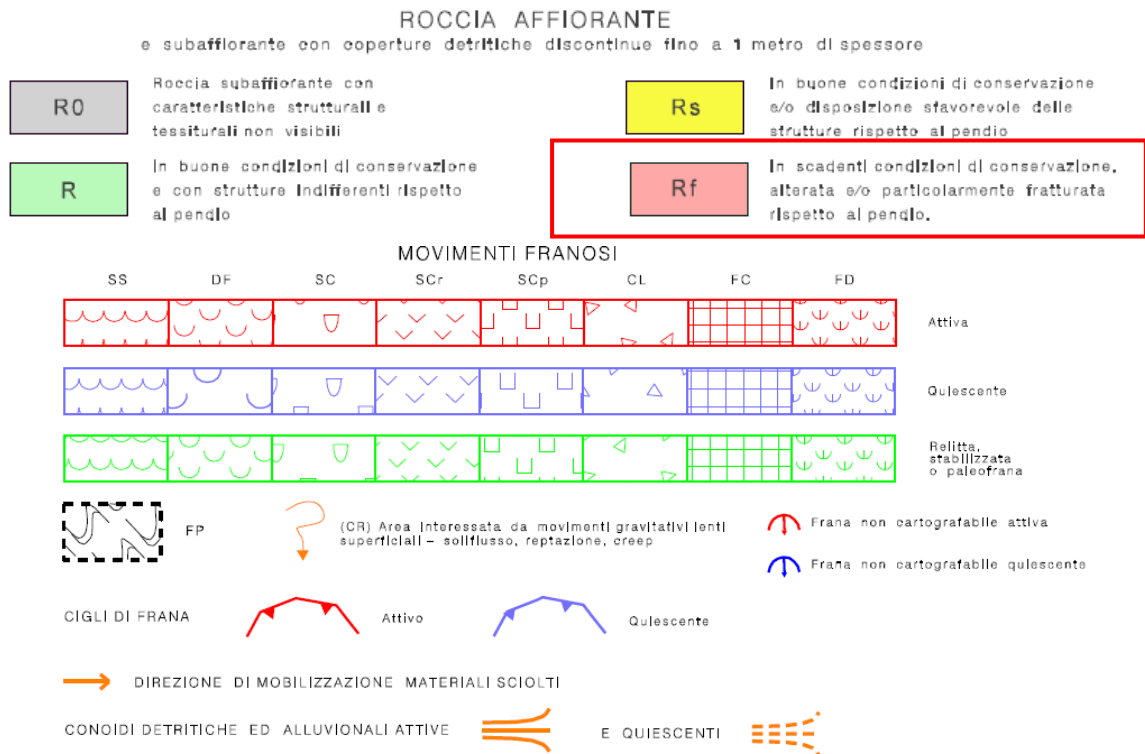 ROCCIA AFFIORANTE
e subaffiorante con coperture detritiche discontinue fino a 1 metro di spessore
R0
Roccia subaffiorante con
caratteristiche strutturali e
tessiturali non visibili
Rs
In buone condizioni di conservazione
e/o disposizione sfavorevole delle
strutture rispetto al pendio
R
In buone condizioni di conservazione
e con strutture indifferenti rispetto
al pendio
Rf
In scadenti condizioni di conservazione,
alterata e/o particolarmente fratturata
rispetto al pendio.
MOVIMENTI FRANOSI
SS DF SC SCr SCp CL FC FD
Attiva
Quiescente
Relitta,
stabilizzata
o paleofrana
FP
(CR) Area interessata da movimenti gravitativi lenti
superficiali - soliflusso, reptazione, creep
Frana non cartografabile attiva
Frana non cartografabile quiescente
CIGLI DI FRANA
Attivo
Quiescente
DIREZIONE DI MOBILIZZAZIONE MATERIALI SCIOLTI
CONOIDI DETRITICHE ED ALLUVIONALI ATTIVE
E QUIESCENTI